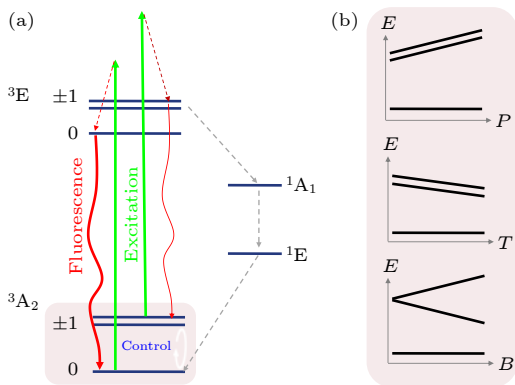 (a)
³E
±1
0
Fluorescence
Excitation
¹A₁
¹E
³A₂
±1
0
Control
(b)
E
P
E
T
E
B